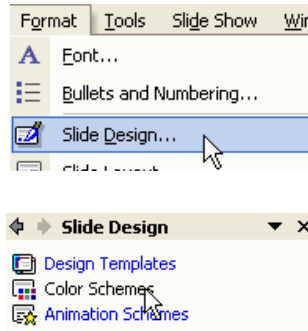 Format Tools Slide Show
Font...
Bullets and Numbering...
Slide Design...
Slide Design
Design Templates
Color Schemes
Animation Schemes